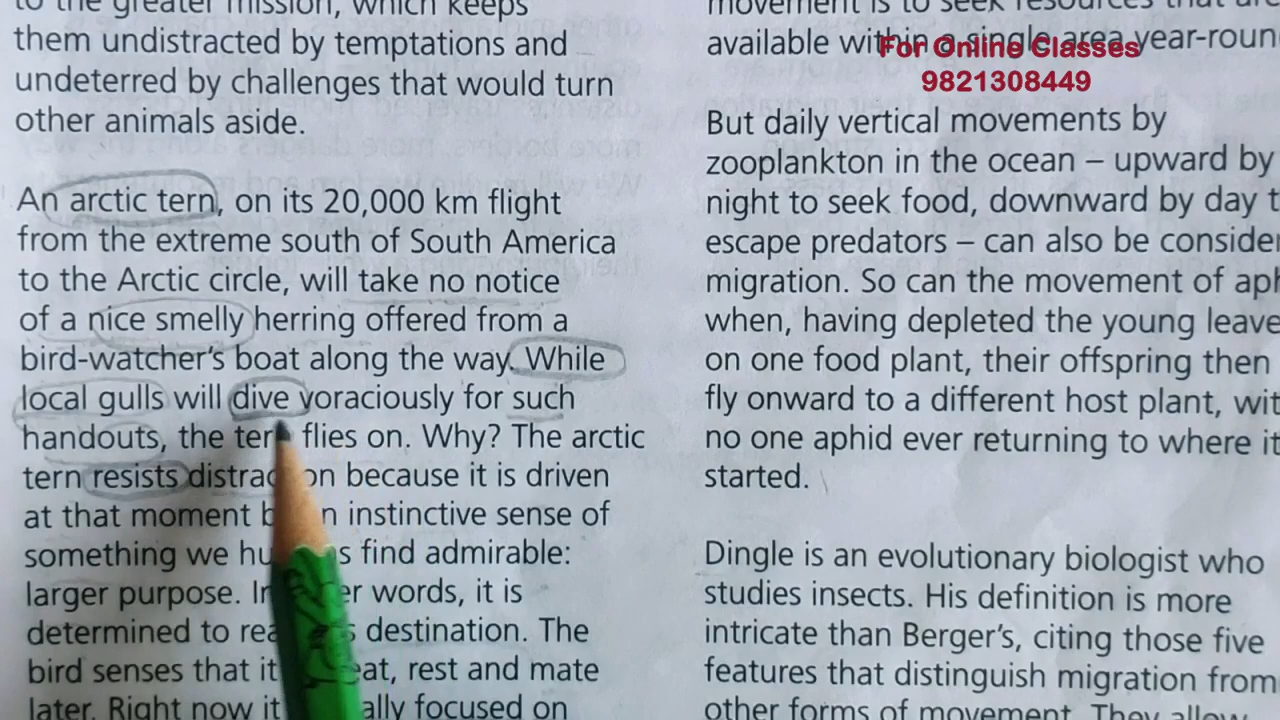 to the greater mission, which keeps
them undistracted by temptations and
undeterred by challenges that would turn
other animals aside.
An arctic tern, on its 20,000 km flight
from the extreme south of South America
to the Arctic circle, will take no notice
of a nice smelly herring offered from a
bird-watcher's boat along the way. While
local gulls will dive voraciously for such
handouts, the tern flies on. Why? The arctic
tern resists distraction because it is driven
at that moment by an instinctive sense of
something we humans find admirable:
larger purpose. In other words, it is
determined to reach its destination. The
bird senses that it can eat, rest and mate
later. Right now it is totally focused on
movement is to seek resources that are
available within a single area year-round
But daily vertical movements by
zooplankton in the ocean – upward by
night to seek food, downward by day t
escape predators – can also be consider
migration. So can the movement of aph
when, having depleted the young leave
on one food plant, their offspring then
fly onward to a different host plant, wit
no one aphid ever returning to where it
started.
Dingle is an evolutionary biologist who
studies insects. His definition is more
intricate than Berger's, citing those five
features that distinguish migration from
other forms of movement. They allow
For Online Classes
9821308449